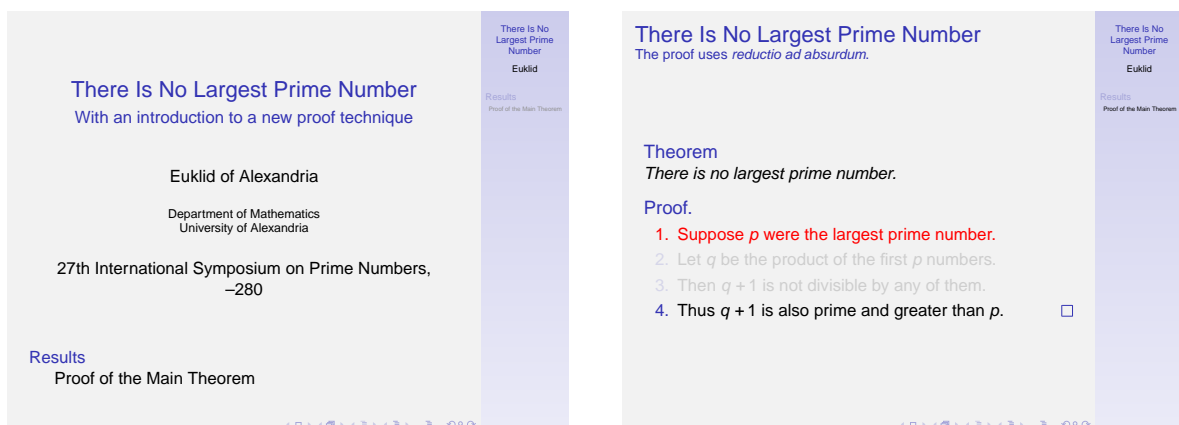 There Is No Largest Prime Number
With an introduction to a new proof technique
Euklid of Alexandria
Department of Mathematics
University of Alexandria
27th International Symposium on Prime Numbers,
–280
Results
Proof of the Main Theorem
There Is No
Largest Prime
Number
Euklid
Results
Proof of the Main Theorem
There Is No Largest Prime Number
The proof uses reductio ad absurdum.
Theorem
There is no largest prime number.
Proof.
1. Suppose p were the largest prime number.
2. Let q be the product of the first p numbers.
3. Then q + 1 is not divisible by any of them.
4. Thus q + 1 is also prime and greater than p. □
There Is No
Largest Prime
Number
Euklid
Results
Proof of the Main Theorem